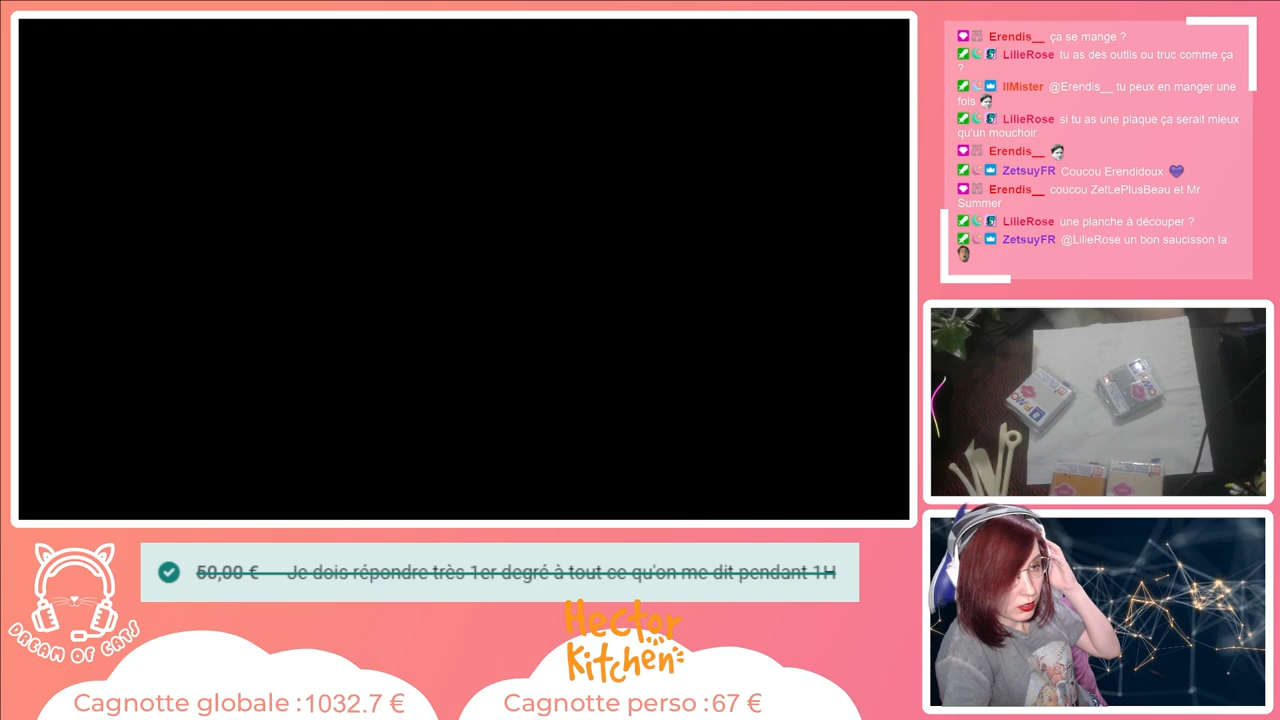 Erendis__ ça se mange ?
LilieRose tu as des outils ou truc comme ça
?
IlMister @Erendis__ tu peux en manger une
fois
LilieRose si tu as une plaque ça serait mieux
qu'un mouchoir
Erendis__
ZetsuyFR Coucou Erendidoux
Erendis__ coucou ZetLePlusBeau et Mr
Summer
LilieRose une planche à découper ?
ZetsuyFR @LilieRose un bon saucisson la
FIMO
50,00 € Je dois répondre très 1er degré à tout ce qu'on me dit pendant 1H
DREAM OF CATS
Hector
Kitchen
Cagnotte globale : 1032.7 €
Cagnotte perso : 67 €